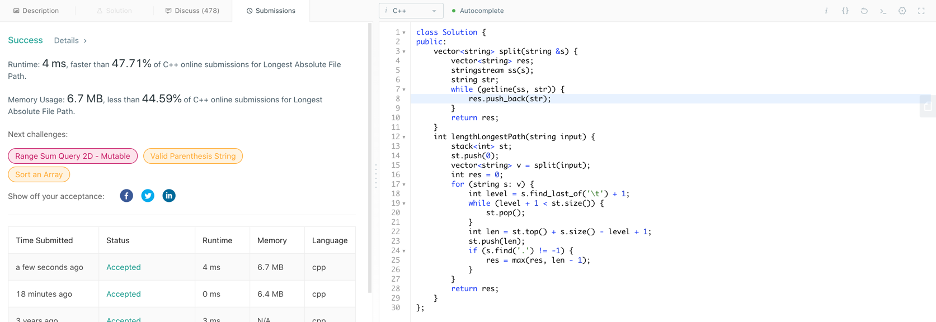 Description
Solution
Discuss (478)
Submissions
Success
Details >
Runtime: 4 ms, faster than 47.71% of C++ online submissions for Longest Absolute File
Path.
Memory Usage: 6.7 MB, less than 44.59% of C++ online submissions for Longest
Absolute File Path.
Next challenges:
Range Sum Query 2D - Mutable
Valid Parenthesis String
Sort an Array
Show off your acceptance:
Time Submitted Status Runtime Memory Language
a few seconds ago Accepted 4 ms 6.7 MB cpp
18 minutes ago Accepted 0 ms 6.4 MB cpp
3 years ago Accepted 3 ms N/A cpp
i C++
Autocomplete
i {} >_
1 class Solution {
2 public:
3 vector<string> split(string &s) {
4 vector<string> res;
5 stringstream ss(s);
6 string str;
7 while (getline(ss, str)) {
8 res.push_back(str);
9 }
10 return res;
11 }
12 int lengthLongestPath(string input) {
13 stack<int> st;
14 st.push(0);
15 vector<string> v = split(input);
16 int res = 0;
17 for (string s: v) {
18 int level = s.find_last_of('\t') + 1;
19 while (level + 1 < st.size()) {
20 st.pop();
21 }
22 int len = st.top() + s.size() - level + 1;
23 st.push(len);
24 if (s.find('.') != -1) {
25 res = max(res, len - 1);
26 }
27 }
28 return res;
29 }
30 };